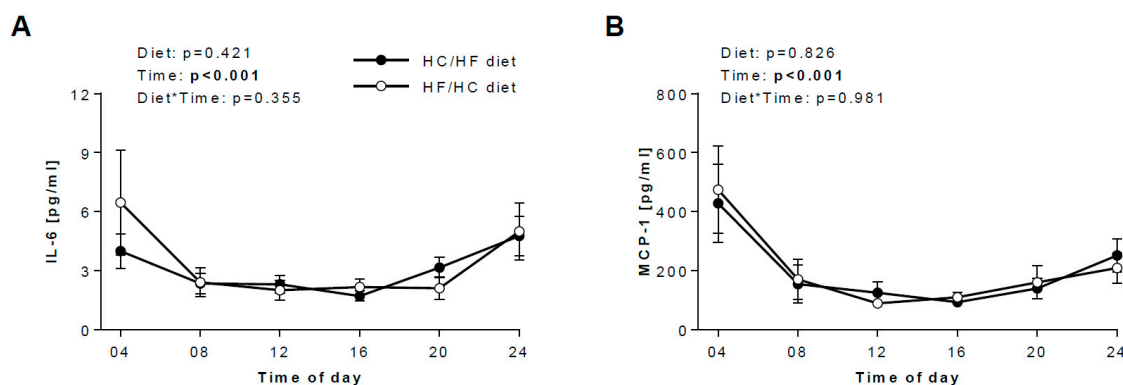 A
Diet: p=0.421
Time: p<0.001
Diet*Time: p=0.355
HC/HF diet
HF/HC diet
12
9
6
3
0
IL-6 [pg/ml]
04 08 12 16 20 24
Time of day
B
Diet: p=0.826
Time: p<0.001
Diet*Time: p=0.981
800
600
400
200
0
MCP-1 [pg/ml]
04 08 12 16 20 24
Time of day